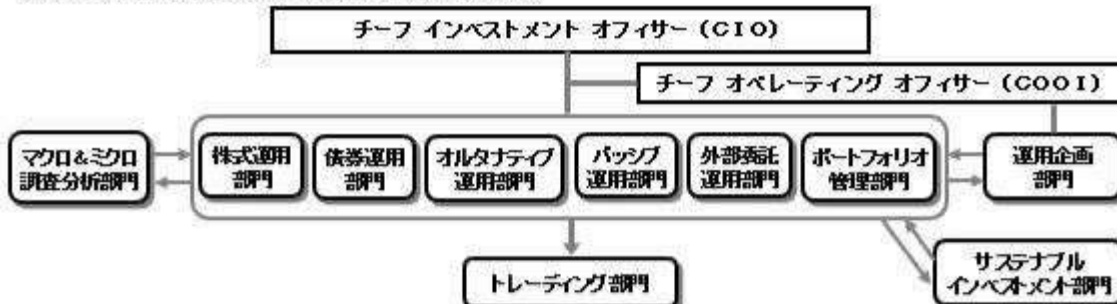 チーフ インベストメント オフィサー (CIO)
チーフ オペレーティング オフィサー (COOI)
マクロ&ミクロ
調査分析部門
株式運用
部門
債券運用
部門
オルタナティブ
運用部門
パッシブ
運用部門
外部委託
運用部門
ポートフォリオ
管理部門
運用企画
部門
トレーディング部門
サステナブル
インベストメント部門